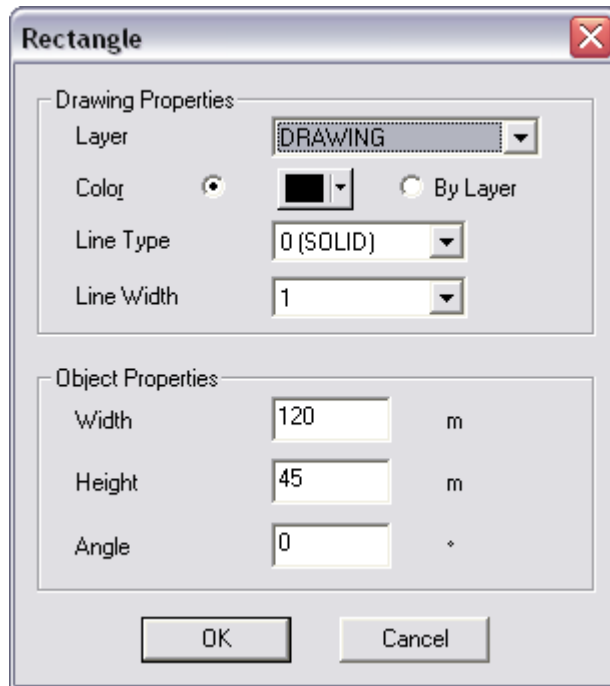 Rectangle
Drawing Properties
Layer DRAWING
Color By Layer
Line Type 0 (SOLID)
Line Width 1
Object Properties
Width 120 m
Height 45 m
Angle 0 °
OK Cancel